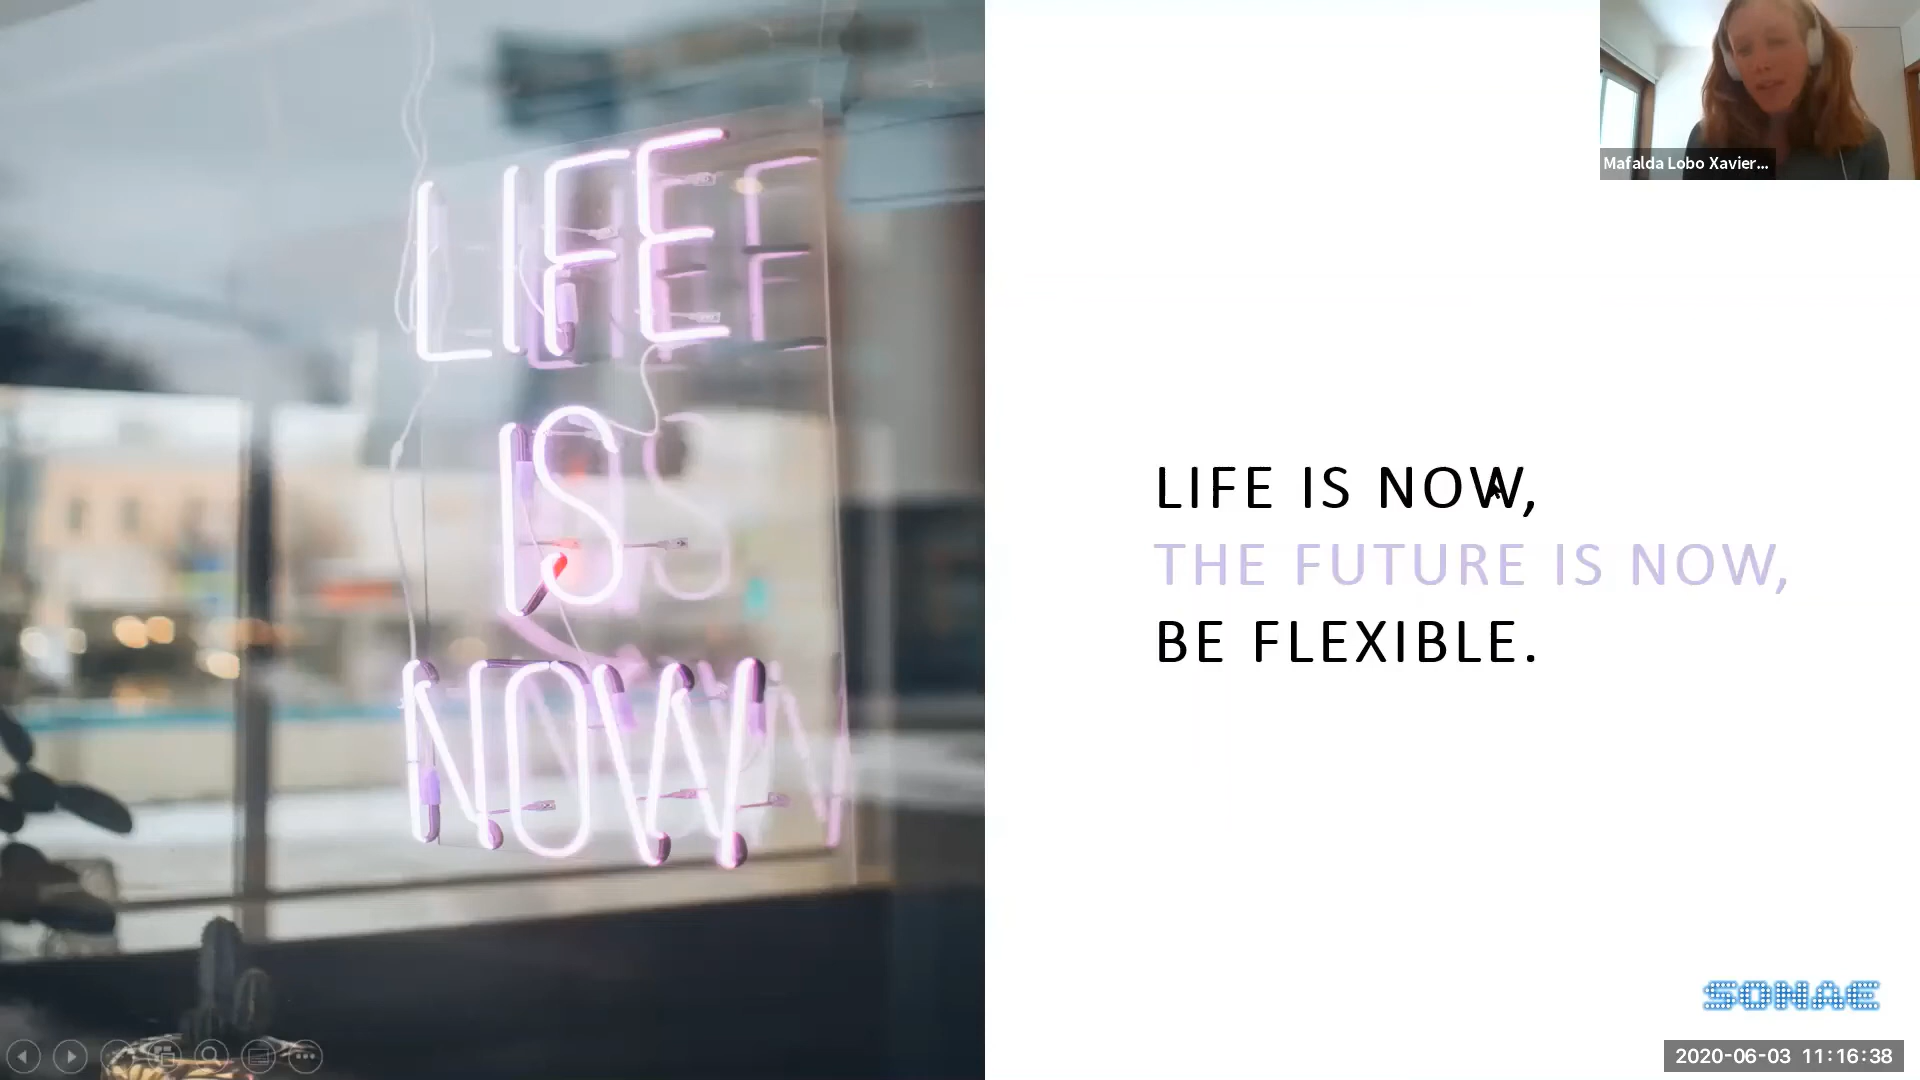 LIFE
IS
NOW
Mafalda Lobo Xavier...
LIFE IS NOW,
THE FUTURE IS NOW,
BE FLEXIBLE.
SONAE
2020-06-03 11:16:38